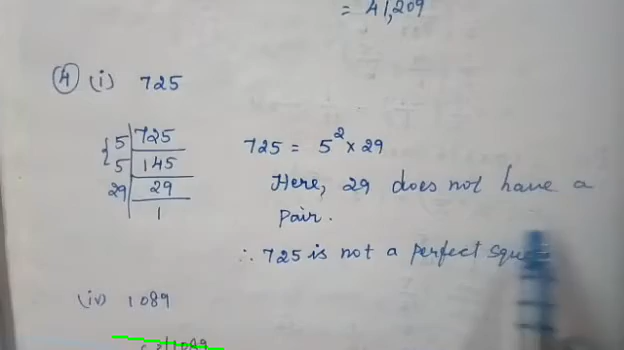 = 41,209
4 (i) 725
5 | 725
5 | 145
29 | 29
1
725 = 5² × 29
Here, 29 does not have a
pair.
∴ 725 is not a perfect
(iv) 1089